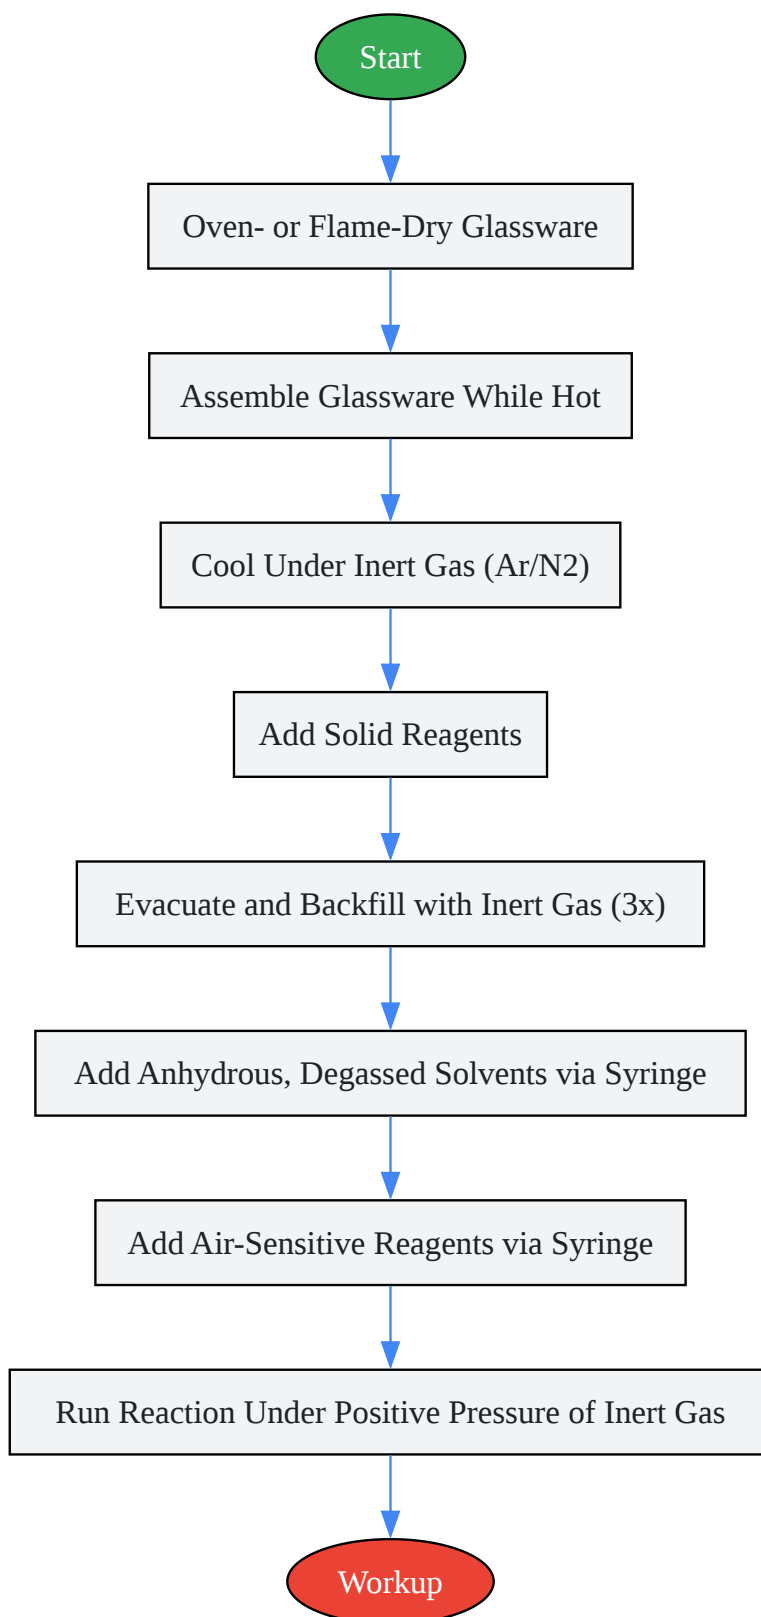 Start
Oven- or Flame-Dry Glassware
Assemble Glassware While Hot
Cool Under Inert Gas (Ar/N2)
Add Solid Reagents
Evacuate and Backfill with Inert Gas (3x)
Add Anhydrous, Degassed Solvents via Syringe
Add Air-Sensitive Reagents via Syringe
Run Reaction Under Positive Pressure of Inert Gas
Workup